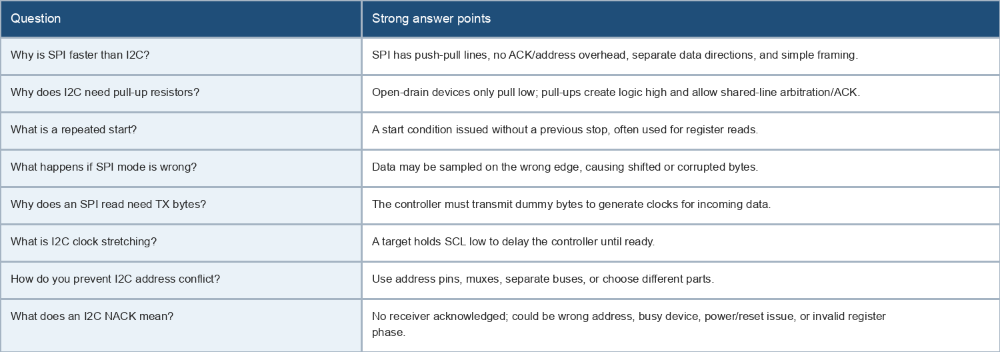 Question
Strong answer points
Why is SPI faster than I2C?
SPI has push-pull lines, no ACK/address overhead, separate data directions, and simple framing.
Why does I2C need pull-up resistors?
Open-drain devices only pull low; pull-ups create logic high and allow shared-line arbitration/ACK.
What is a repeated start?
A start condition issued without a previous stop, often used for register reads.
What happens if SPI mode is wrong?
Data may be sampled on the wrong edge, causing shifted or corrupted bytes.
Why does an SPI read need TX bytes?
The controller must transmit dummy bytes to generate clocks for incoming data.
What is I2C clock stretching?
A target holds SCL low to delay the controller until ready.
How do you prevent I2C address conflict?
Use address pins, muxes, separate buses, or choose different parts.
What does an I2C NACK mean?
No receiver acknowledged; could be wrong address, busy device, power/reset issue, or invalid register
phase.